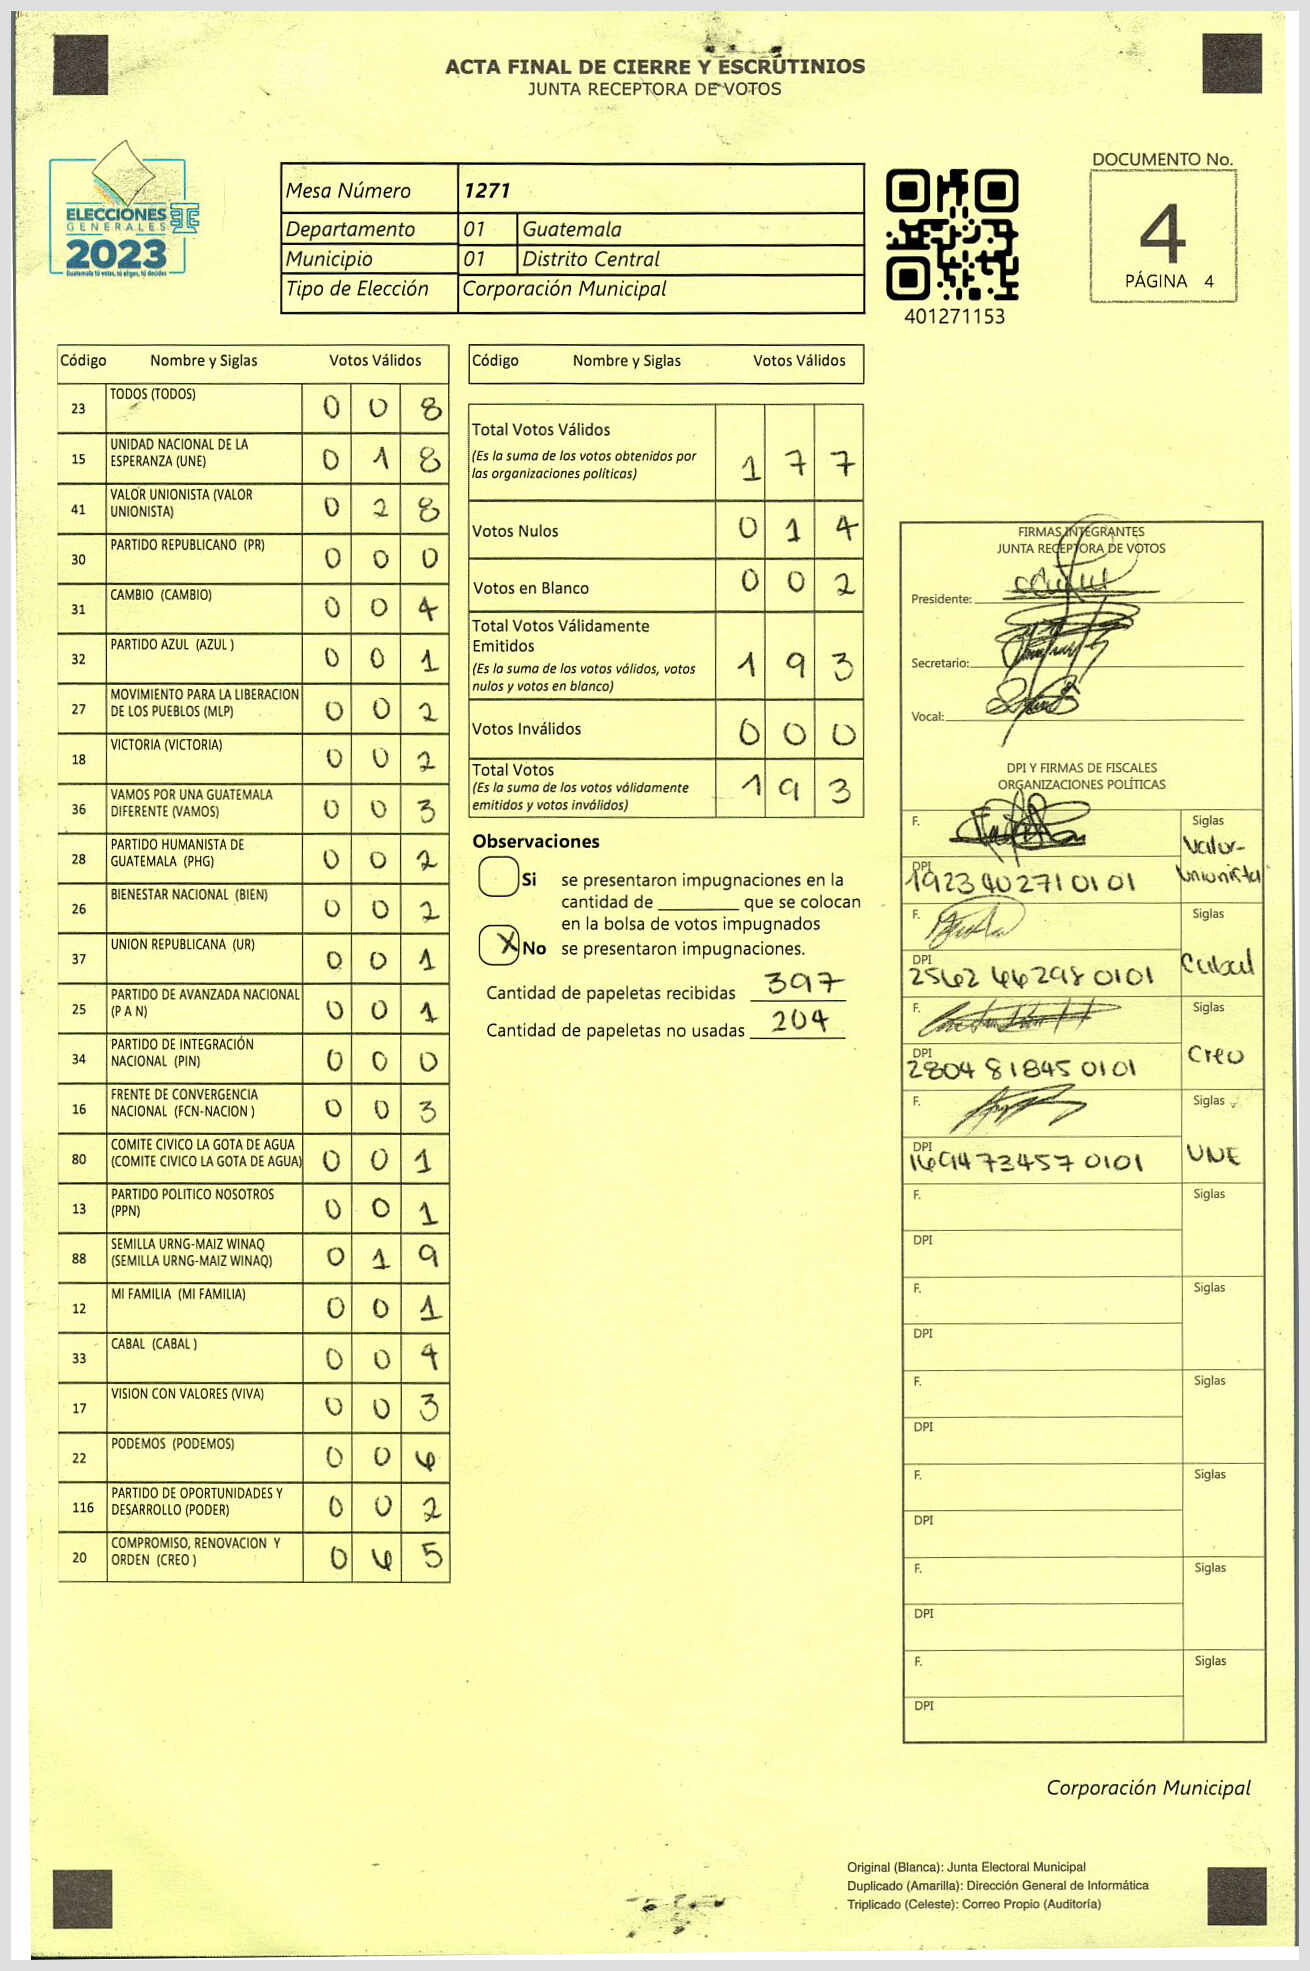 ACTA FINAL DE CIERRE Y ESCRUTINIOS
JUNTA RECEPTORA DE VOTOS
ELECCIONES
GENERALES
2023
Guatemala tú votas, tú eliges, tú decides
Mesa Número 1271
Departamento 01 Guatemala
Municipio 01 Distrito Central
Tipo de Elección Corporación Municipal
401271153
DOCUMENTO No.
4
PÁGINA 4
Código Nombre y Siglas Votos Válidos
23 TODOS (TODOS) 0 0 8
15 UNIDAD NACIONAL DE LA
ESPERANZA (UNE) 0 1 8
41 VALOR UNIONISTA (VALOR
UNIONISTA) 0 2 8
30 PARTIDO REPUBLICANO (PR) 0 0 0
31 CAMBIO (CAMBIO) 0 0 4
32 PARTIDO AZUL (AZUL ) 0 0 1
27 MOVIMIENTO PARA LA LIBERACION
DE LOS PUEBLOS (MLP) 0 0 2
18 VICTORIA (VICTORIA) 0 0 2
36 VAMOS POR UNA GUATEMALA
DIFERENTE (VAMOS) 0 0 3
28 PARTIDO HUMANISTA DE
GUATEMALA (PHG) 0 0 2
26 BIENESTAR NACIONAL (BIEN) 0 0 2
37 UNION REPUBLICANA (UR) 0 0 1
25 PARTIDO DE AVANZADA NACIONAL
(P A N) 0 0 1
34 PARTIDO DE INTEGRACIÓN
NACIONAL (PIN) 0 0 0
16 FRENTE DE CONVERGENCIA
NACIONAL (FCN-NACION ) 0 0 3
80 COMITE CIVICO LA GOTA DE AGUA
(COMITE CIVICO LA GOTA DE AGUA) 0 0 1
13 PARTIDO POLITICO NOSOTROS
(PPN) 0 0 1
88 SEMILLA URNG-MAIZ WINAQ
(SEMILLA URNG-MAIZ WINAQ) 0 1 9
12 MI FAMILIA (MI FAMILIA) 0 0 1
33 CABAL (CABAL ) 0 0 4
17 VISION CON VALORES (VIVA) 0 0 3
22 PODEMOS (PODEMOS) 0 0 6
116 PARTIDO DE OPORTUNIDADES Y
DESARROLLO (PODER) 0 0 2
20 COMPROMISO, RENOVACION Y
ORDEN (CREO ) 0 6 5
Código Nombre y Siglas Votos Válidos
Total Votos Válidos
(Es la suma de los votos obtenidos por
las organizaciones políticas) 1 7 7
Votos Nulos 0 1 4
Votos en Blanco 0 0 2
Total Votos Válidamente
Emitidos
(Es la suma de los votos válidos, votos
nulos y votos en blanco) 1 9 3
Votos Inválidos 0 0 0
Total Votos
(Es la suma de los votos válidamente
emitidos y votos inválidos) 1 9 3
Observaciones
Si se presentaron impugnaciones en la
cantidad de ________ que se colocan
en la bolsa de votos impugnados
X No se presentaron impugnaciones.
Cantidad de papeletas recibidas 397
Cantidad de papeletas no usadas 204
FIRMAS INTEGRANTES
JUNTA RECEPTORA DE VOTOS
Presidente:
Secretario:
Vocal:
DPI Y FIRMAS DE FISCALES
ORGANIZACIONES POLÍTICAS
F. Siglas
Valor-
Unionista
DPI
1923 40271 0101
F. Siglas
Cabal
DPI
2562 66298 0101
F. Siglas
Creo
DPI
2804 81845 0101
F. Siglas
UNE
DPI
1694 73457 0101
F. Siglas
DPI
F. Siglas
DPI
F. Siglas
DPI
F. Siglas
DPI
F. Siglas
DPI
F. Siglas
DPI
Corporación Municipal
Original (Blanca): Junta Electoral Municipal
Duplicado (Amarilla): Dirección General de Informática
Triplicado (Celeste): Correo Propio (Auditoría)